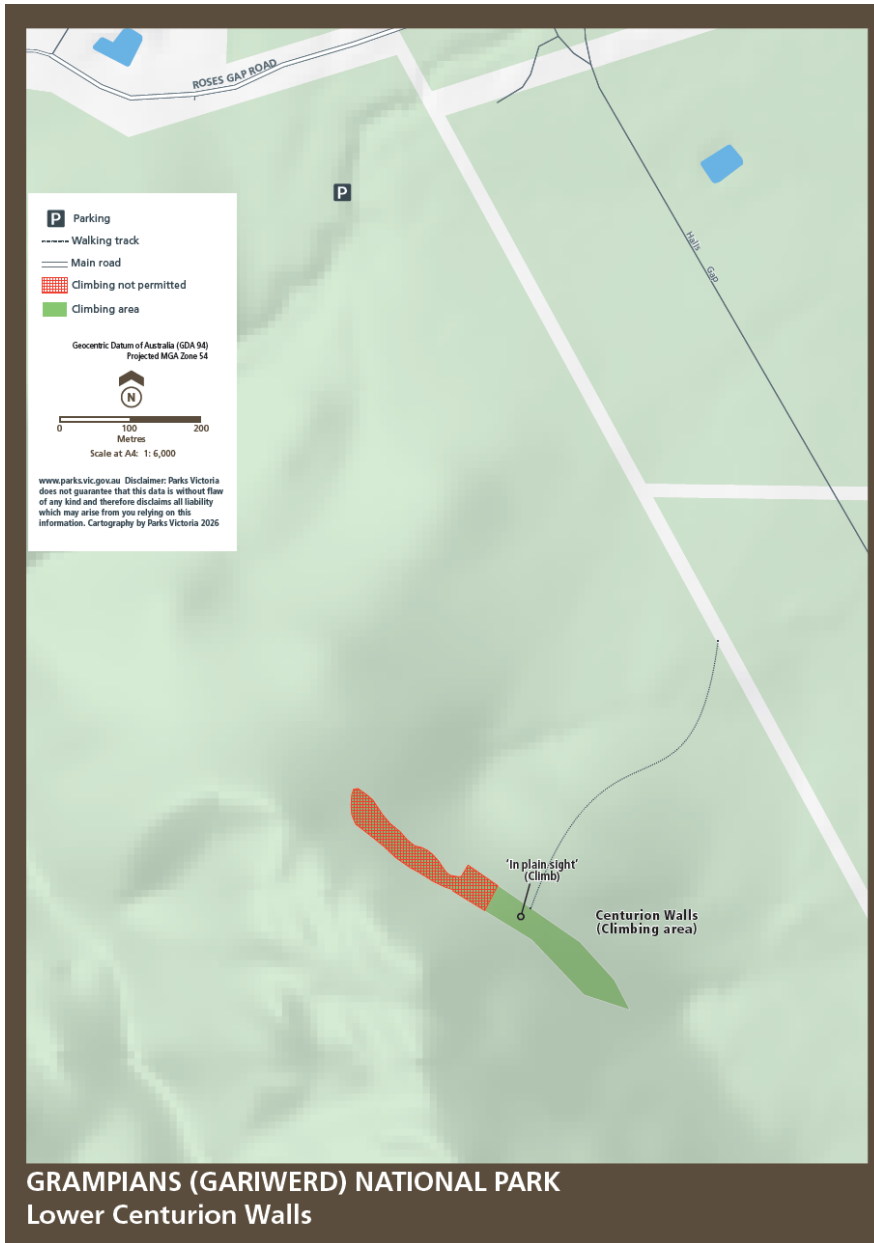 ROSES GAP ROAD
P
Halls Gap
P Parking
Walking track
Main road
Climbing not permitted
Climbing area
Geocentric Datum of Australia (GDA 94)
Projected MGA Zone 54
N
0 100 200
Metres
Scale at A4: 1: 6,000
www.parks.vic.gov.au Disclaimer: Parks Victoria
does not guarantee that this data is without flaw
of any kind and therefore disclaims all liability
which may arise from you relying on this
information. Cartography by Parks Victoria 2026
'In plain sight'
(Climb)
Centurion Walls
(Climbing area)
GRAMPIANS (GARIWERD) NATIONAL PARK
Lower Centurion Walls